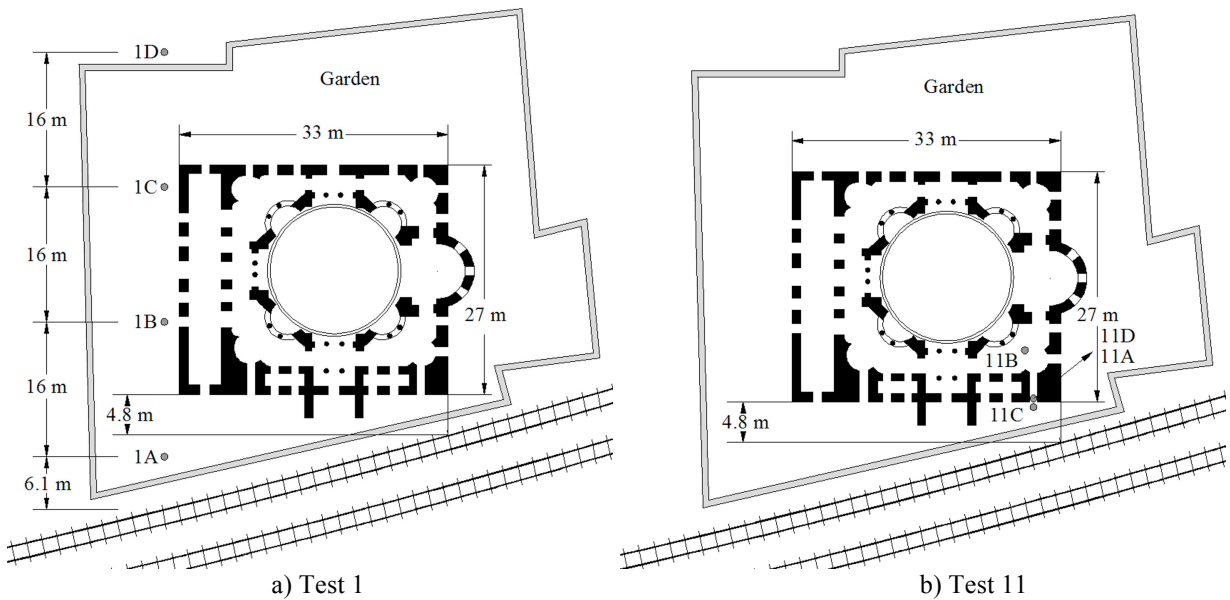 1D
Garden
16 m
33 m
1C
16 m
1B
27 m
16 m
4.8 m
1A
6.1 m
a) Test 1
Garden
33 m
27 m
11D
11B
11A
4.8 m
11C
b) Test 11